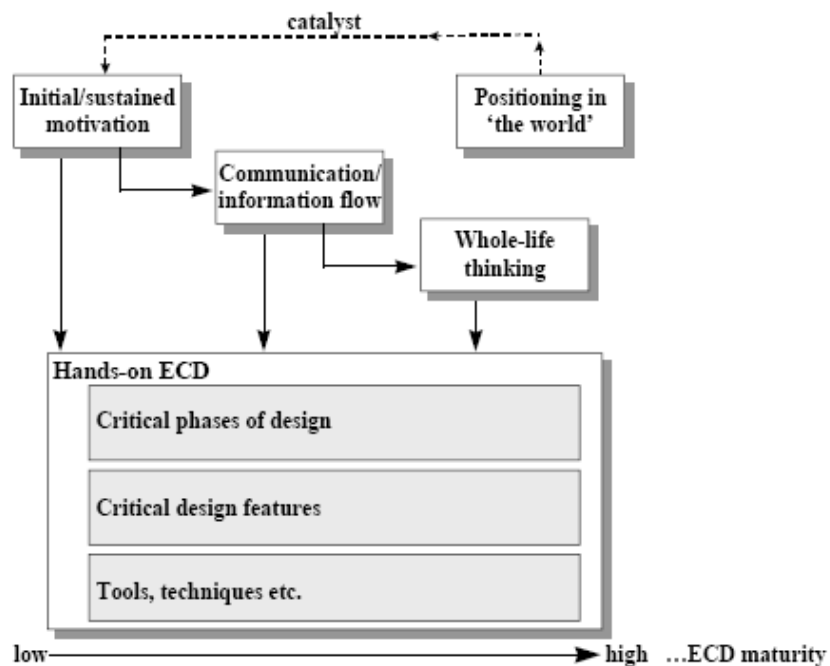 catalyst
Initial/sustained
motivation
Positioning in
‘the world’
Communication/
information flow
Whole-life
thinking
Hands-on ECD
Critical phases of design
Critical design features
Tools, techniques etc.
low
high ...ECD maturity